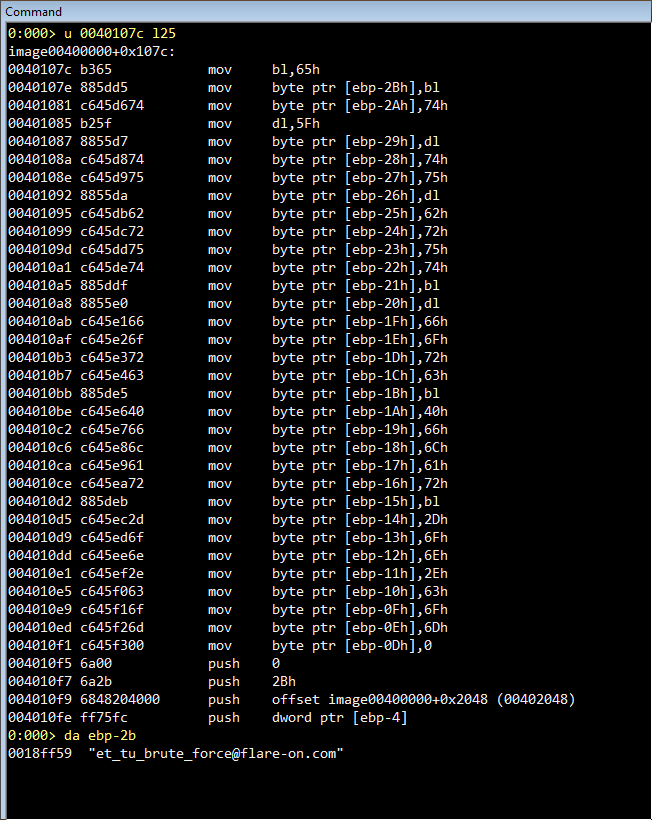 Command
0:000> u 0040107c l25
image00400000+0x107c:
0040107c b365 mov bl,65h
0040107e 885dd5 mov byte ptr [ebp-2Bh],bl
00401081 c645d674 mov byte ptr [ebp-2Ah],74h
00401085 b25f mov dl,5Fh
00401087 8855d7 mov byte ptr [ebp-29h],dl
0040108a c645d874 mov byte ptr [ebp-28h],74h
0040108e c645d975 mov byte ptr [ebp-27h],75h
00401092 8855da mov byte ptr [ebp-26h],dl
00401095 c645db62 mov byte ptr [ebp-25h],62h
00401099 c645dc72 mov byte ptr [ebp-24h],72h
0040109d c645dd75 mov byte ptr [ebp-23h],75h
004010a1 c645de74 mov byte ptr [ebp-22h],74h
004010a5 885ddf mov byte ptr [ebp-21h],bl
004010a8 8855e0 mov byte ptr [ebp-20h],dl
004010ab c645e166 mov byte ptr [ebp-1Fh],66h
004010af c645e26f mov byte ptr [ebp-1Eh],6Fh
004010b3 c645e372 mov byte ptr [ebp-1Dh],72h
004010b7 c645e463 mov byte ptr [ebp-1Ch],63h
004010bb 885de5 mov byte ptr [ebp-1Bh],bl
004010be c645e640 mov byte ptr [ebp-1Ah],40h
004010c2 c645e766 mov byte ptr [ebp-19h],66h
004010c6 c645e86c mov byte ptr [ebp-18h],6Ch
004010ca c645e961 mov byte ptr [ebp-17h],61h
004010ce c645ea72 mov byte ptr [ebp-16h],72h
004010d2 885deb mov byte ptr [ebp-15h],bl
004010d5 c645ec2d mov byte ptr [ebp-14h],2Dh
004010d9 c645ed6f mov byte ptr [ebp-13h],6Fh
004010dd c645ee6e mov byte ptr [ebp-12h],6Eh
004010e1 c645ef2e mov byte ptr [ebp-11h],2Eh
004010e5 c645f063 mov byte ptr [ebp-10h],63h
004010e9 c645f16f mov byte ptr [ebp-0Fh],6Fh
004010ed c645f26d mov byte ptr [ebp-0Eh],6Dh
004010f1 c645f300 mov byte ptr [ebp-0Dh],0
004010f5 6a00 push 0
004010f7 6a2b push 2Bh
004010f9 6848204000 push offset image00400000+0x2048 (00402048)
004010fe ff75fc push dword ptr [ebp-4]
0:000> da ebp-2b
0018ff59 "et_tu_brute_force@flare-on.com"